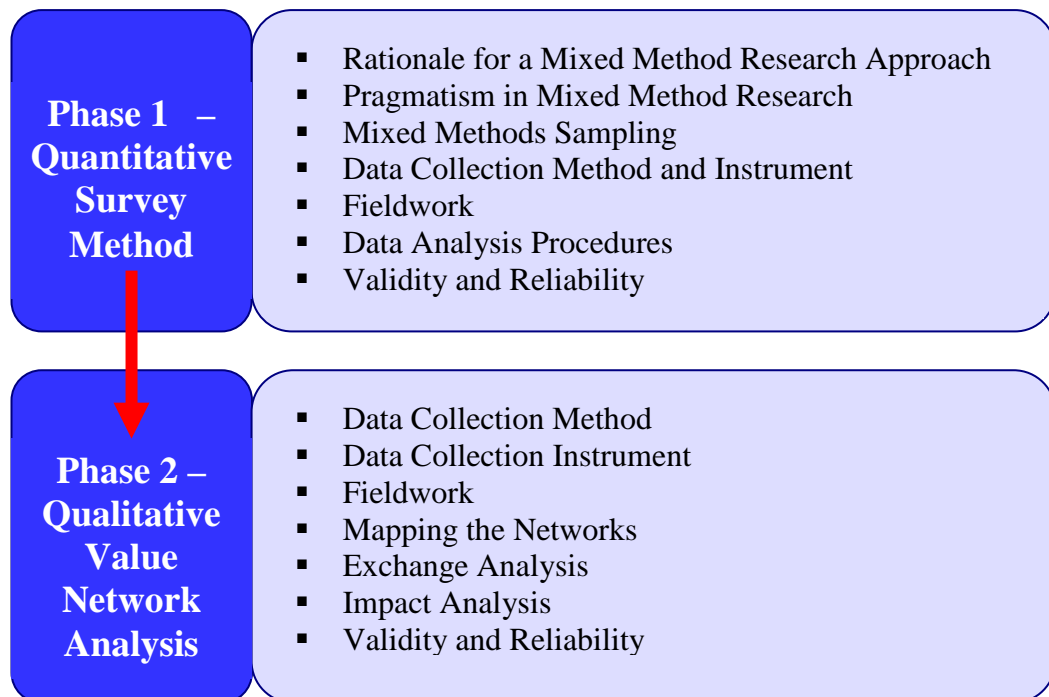 Phase 1 –
Quantitative
Survey
Method
▪ Rationale for a Mixed Method Research Approach
▪ Pragmatism in Mixed Method Research
▪ Mixed Methods Sampling
▪ Data Collection Method and Instrument
▪ Fieldwork
▪ Data Analysis Procedures
▪ Validity and Reliability
Phase 2 –
Qualitative
Value
Network
Analysis
▪ Data Collection Method
▪ Data Collection Instrument
▪ Fieldwork
▪ Mapping the Networks
▪ Exchange Analysis
▪ Impact Analysis
▪ Validity and Reliability